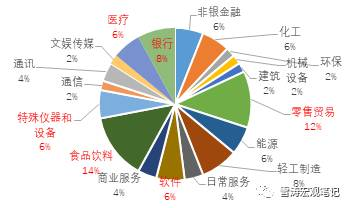 医疗
6%
银行
8%
非银金融
6%
化工
6%
环保
2%
机械
设备
2%
建筑
2%
零售贸易
12%
能源
6%
轻工制造
8%
日常服务
4%
软件
6%
商业服务
4%
食品饮料
14%
特殊仪器和
设备
6%
通信
2%
通讯
4%
文娱传媒
2%
雪涛宏观笔记